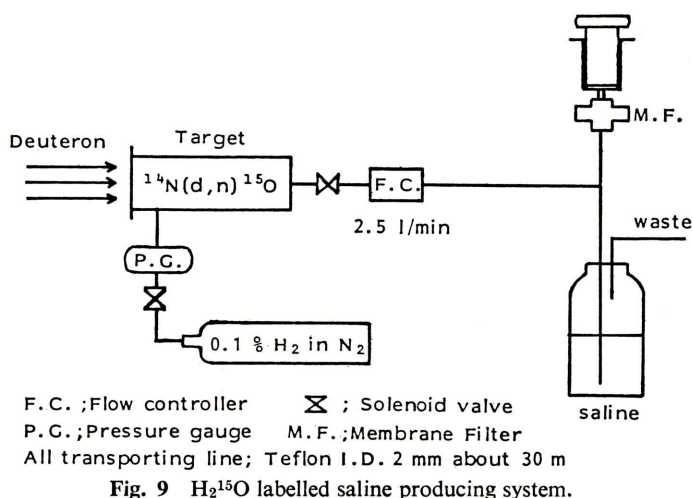 Deuteron
Target
¹⁴N(d,n)¹⁵O
F.C.
2.5 l/min
P.G.
0.1 % H₂ in N₂
M.F.
waste
saline
F.C. ;Flow controller ; Solenoid valve
P.G.;Pressure gauge M.F.;Membrane Filter
All transporting line; Teflon I.D. 2 mm about 30 m
Fig. 9 H₂¹⁵O labelled saline producing system.